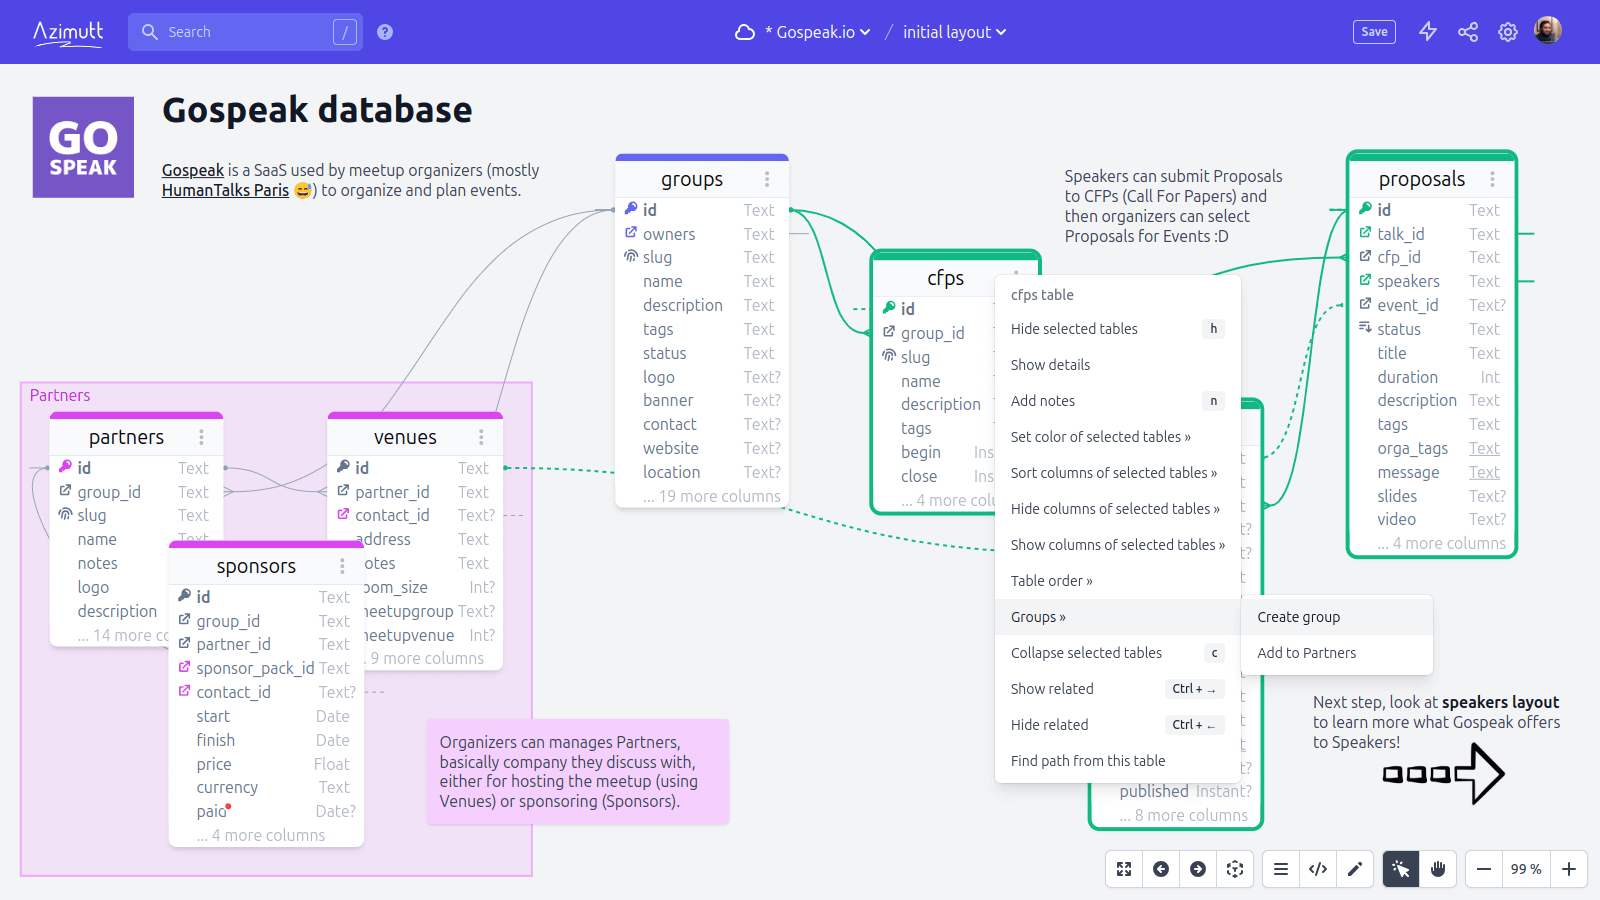 Azimutt
Search
/
?
* Gospeak.io
/
initial layout
Save
GO
SPEAK
Gospeak database
Gospeak is a SaaS used by meetup organizers (mostly
HumanTalks Paris 😅) to organize and plan events.
groups
id Text
owners Text
slug Text
name Text
description Text
tags Text
status Text
logo Text?
banner Text?
contact Text?
website Text?
location Text?
... 19 more columns
Speakers can submit Proposals
to CFPs (Call For Papers) and
then organizers can select
Proposals for Events :D
proposals
id Text
talk_id Text
cfp_id Text
speakers Text
event_id Text?
status Text
title Text
duration Int
description Text
tags Text
orga_tags Text
message Text
slides Text?
video Text?
... 4 more columns
cfps
id
group_id
slug
name
description
tags
begin Ins
close Ins
... 4 more colu
cfps table
Hide selected tables h
Show details
Add notes n
Set color of selected tables »
Sort columns of selected tables »
Hide columns of selected tables »
Show columns of selected tables »
Table order »
Groups »
Collapse selected tables c
Show related Ctrl + →
Hide related Ctrl + ←
Find path from this table
Create group
Add to Partners
published Instant?
... 8 more columns
Partners
partners
id Text
group_id Text
slug Text
name Text
notes
logo
description
... 14 more co
venues
id Text
partner_id Text
contact_id Text?
address Text
otes Text
oom_size Int?
neetupgroup Text?
neetupvenue Int?
. 9 more columns
sponsors
id Text
group_id Text
partner_id Text
sponsor_pack_id Text
contact_id Text?
start Date
finish Date
price Float
currency Text
paid Date?
... 4 more columns
Organizers can manages Partners,
basically company they discuss with,
either for hosting the meetup (using
Venues) or sponsoring (Sponsors).
Next step, look at speakers layout
to learn more what Gospeak offers
to Speakers!
99 %